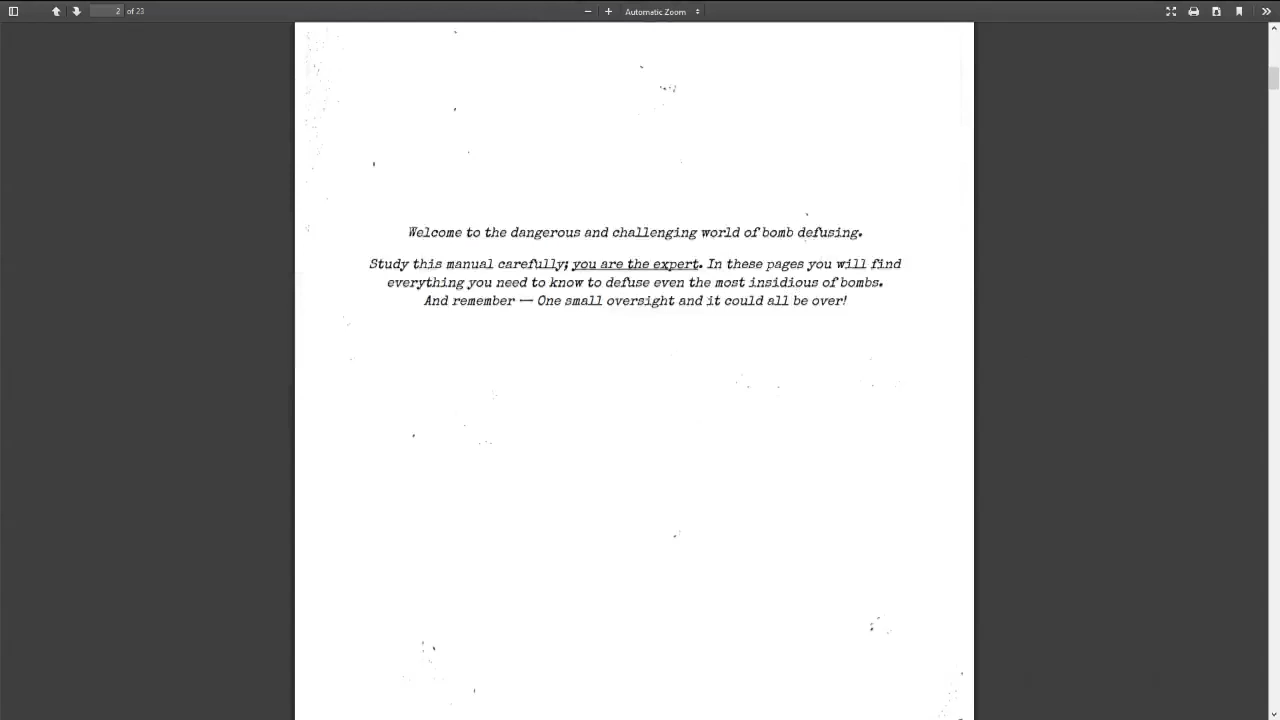 2 of 23
Automatic Zoom
Welcome to the dangerous and challenging world of bomb defusing.
Study this manual carefully; you are the expert. In these pages you will find
everything you need to know to defuse even the most insidious of bombs.
And remember — One small oversight and it could all be over!